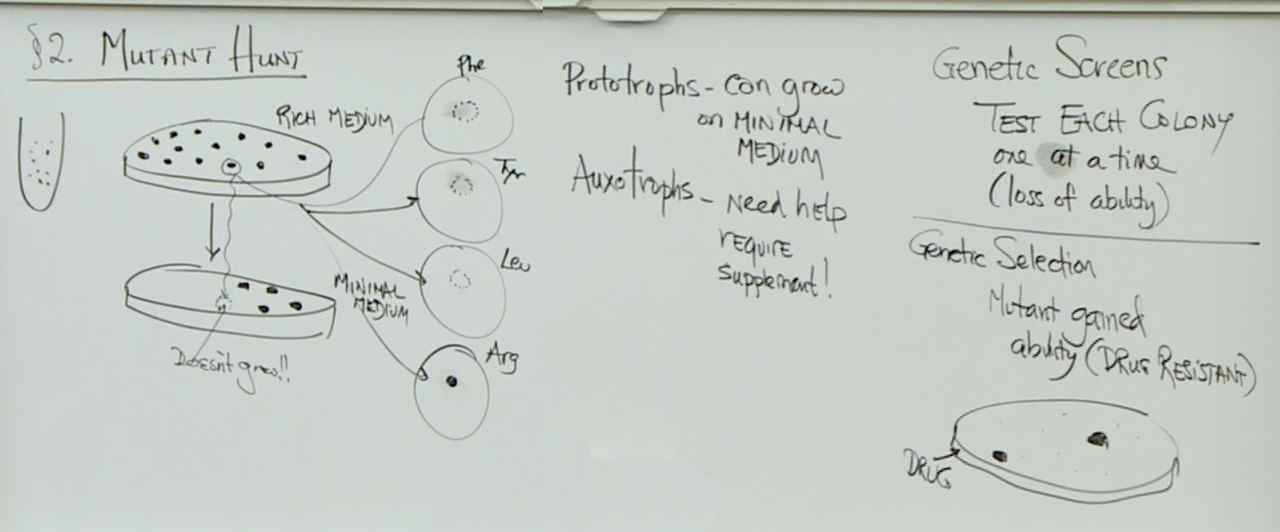 §2. MUTANT HUNT
RICH MEDIUM
Phe
Tyr
Leu
MINIMAL
MEDIUM
Arg
Doesn't grow!!
Prototrophs - can grow
on MINIMAL
MEDIUM
Auxotrophs - Need help
REQUIRE
supplement!
Genetic Screens
TEST EACH COLONY
one at a time
(loss of ability)
Genetic Selection
Mutant gained
ability (DRUG RESISTANT)
DRUG